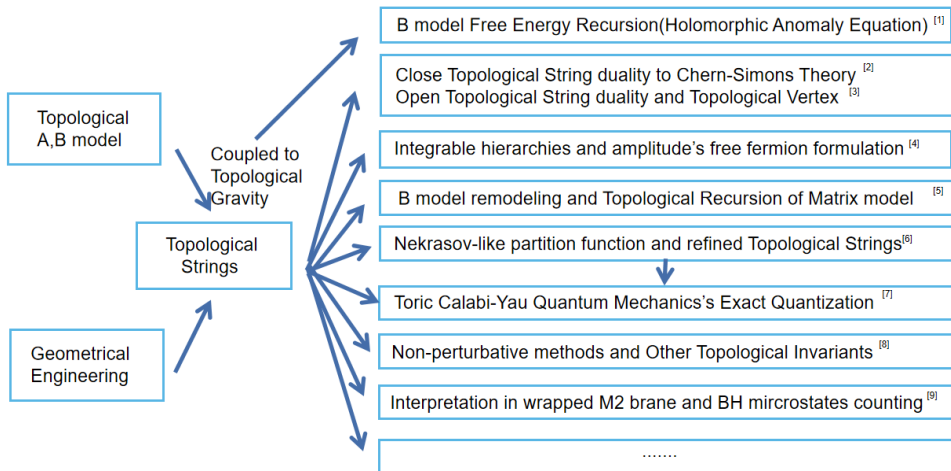 B model Free Energy Recursion(Holomorphic Anomaly Equation) [1]
Close Topological String duality to Chern-Simons Theory [2]
Open Topological String duality and Topological Vertex [3]
Topological
A,B model
Coupled to
Topological
Gravity
Integrable hierarchies and amplitude's free fermion formulation [4]
B model remodeling and Topological Recursion of Matrix model [5]
Topological
Strings
Nekrasov-like partition function and refined Topological Strings[6]
Toric Calabi-Yau Quantum Mechanics's Exact Quantization [7]
Geometrical
Engineering
Non-perturbative methods and Other Topological Invariants [8]
Interpretation in wrapped M2 brane and BH mircrostates counting [9]
.......